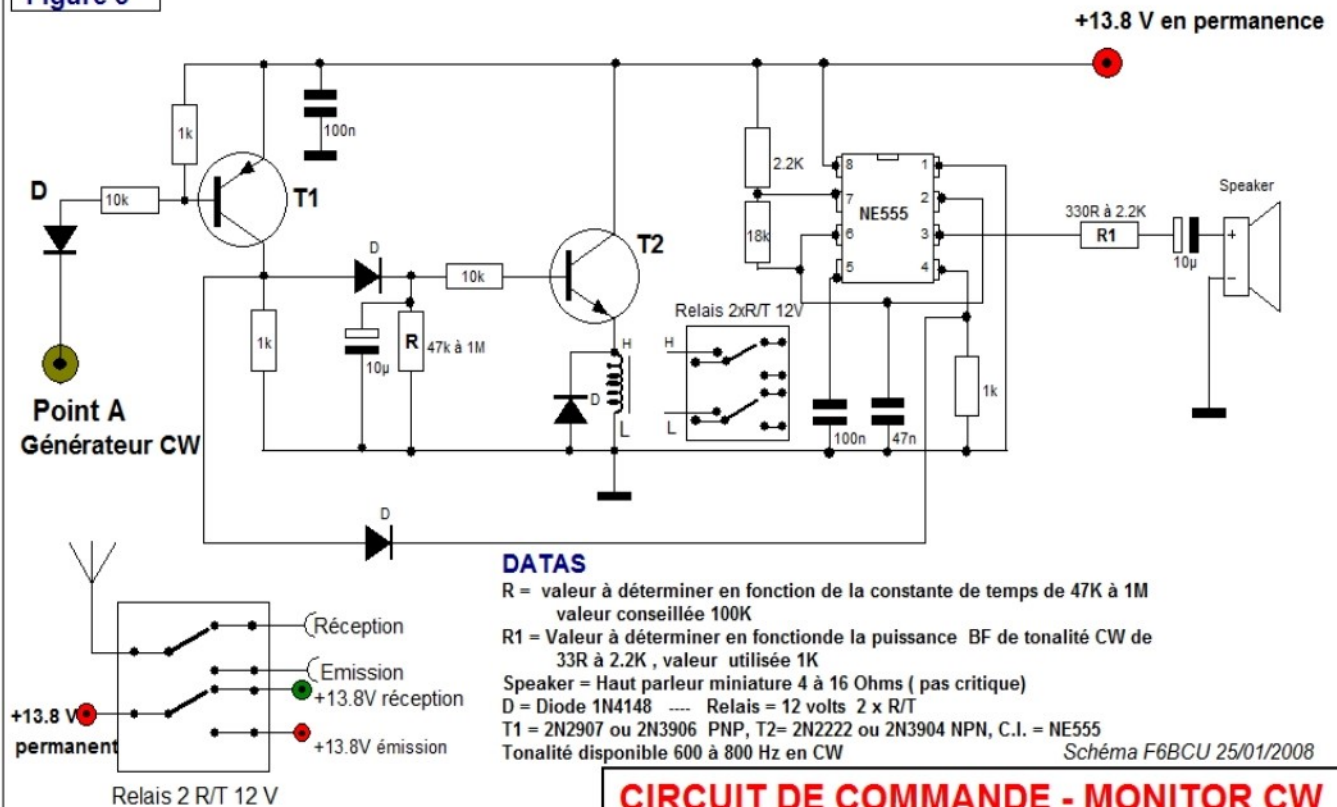 Figure
+13.8 V en permanence
1k
100n
D
10k
T1
D
10k
T2
1k
10µ
R
47k à 1M
H
D
L
Relais 2xR/T 12V
H
L
2.2K
18k
8
7
6
5
NE555
1
2
3
4
330R à 2.2K
R1
10µ
Speaker
+
-
100n
47n
1k
Point A
Générateur CW
D
Réception
Emission
+13.8V réception
+13.8 V
permanent
+13.8V émission
Relais 2 R/T 12 V
DATAS
R = valeur à déterminer en fonction de la constante de temps de 47K à 1M
valeur conseillée 100K
R1 = Valeur à déterminer en fonctionde la puissance BF de tonalité CW de
33R à 2.2K , valeur utilisée 1K
Speaker = Haut parleur miniature 4 à 16 Ohms ( pas critique)
D = Diode 1N4148 ---- Relais = 12 volts 2 x R/T
T1 = 2N2907 ou 2N3906 PNP, T2= 2N2222 ou 2N3904 NPN, C.I. = NE555
Tonalité disponible 600 à 800 Hz en CW
Schéma F6BCU 25/01/2008
CIRCUIT DE COMMANDE - MONITOR CW